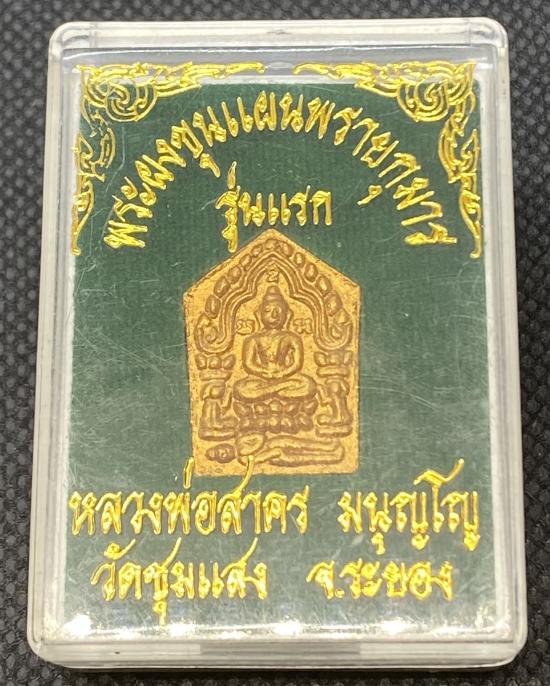 พระผงขุนแผนพรายกุมาร
รุ่นแรก
หลวงพ่อสาคร มนุญฺโญ
วัดชุมแสง จ.ระยอง